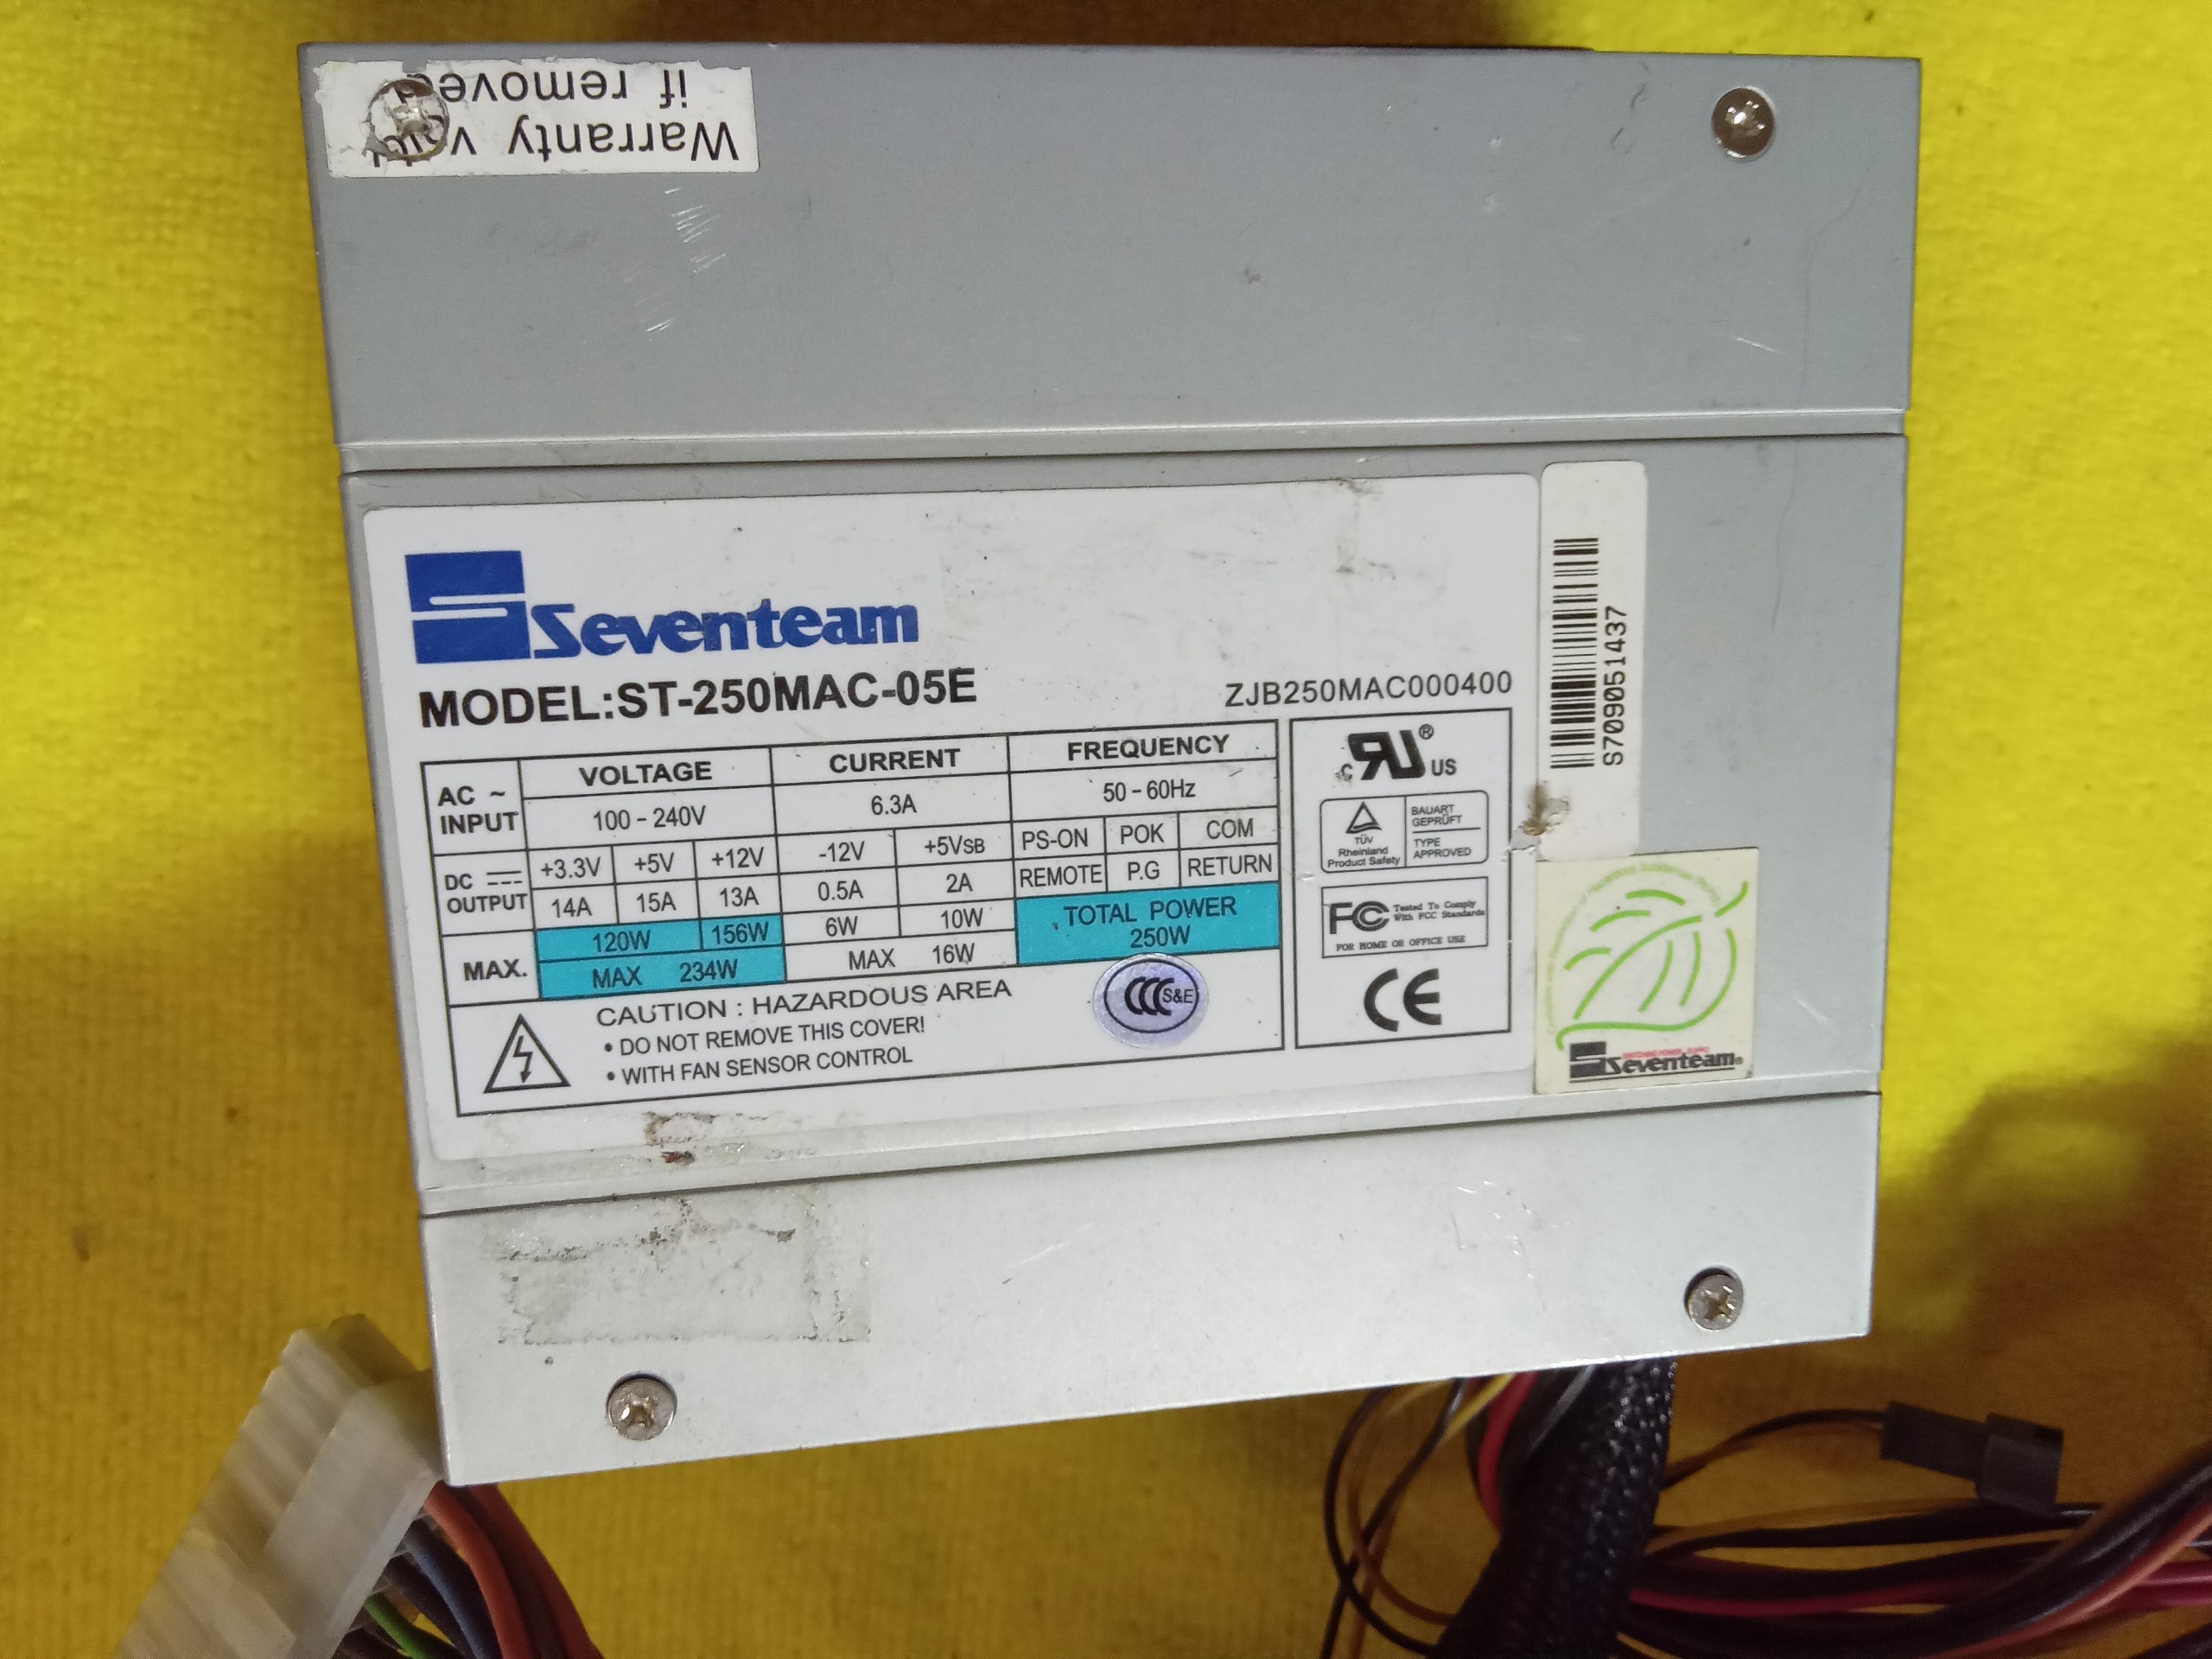 Warranty void
if removed
Seventeam
MODEL:ST-250MAC-05E
ZJB250MAC000400
AC ~ INPUT
VOLTAGE
CURRENT
FREQUENCY
100 - 240V
6.3A
50 - 60Hz
DC OUTPUT
+3.3V
+5V
+12V
-12V
+5VSB
PS-ON
POK
COM
14A
15A
13A
0.5A
2A
REMOTE
P.G
RETURN
MAX.
120W
156W
6W
10W
TOTAL POWER
250W
MAX 234W
MAX 16W
CAUTION : HAZARDOUS AREA
• DO NOT REMOVE THIS COVER!
• WITH FAN SENSOR CONTROL
CCC S&E
c RU ® US
TÜV
Rheinland
Product Safety
BAUART
GEPRÜFT
TYPE
APPROVED
FC
Tested To Comply
With FCC Standards
FOR HOME OR OFFICE USE
CE
S709051437
Seventeam®